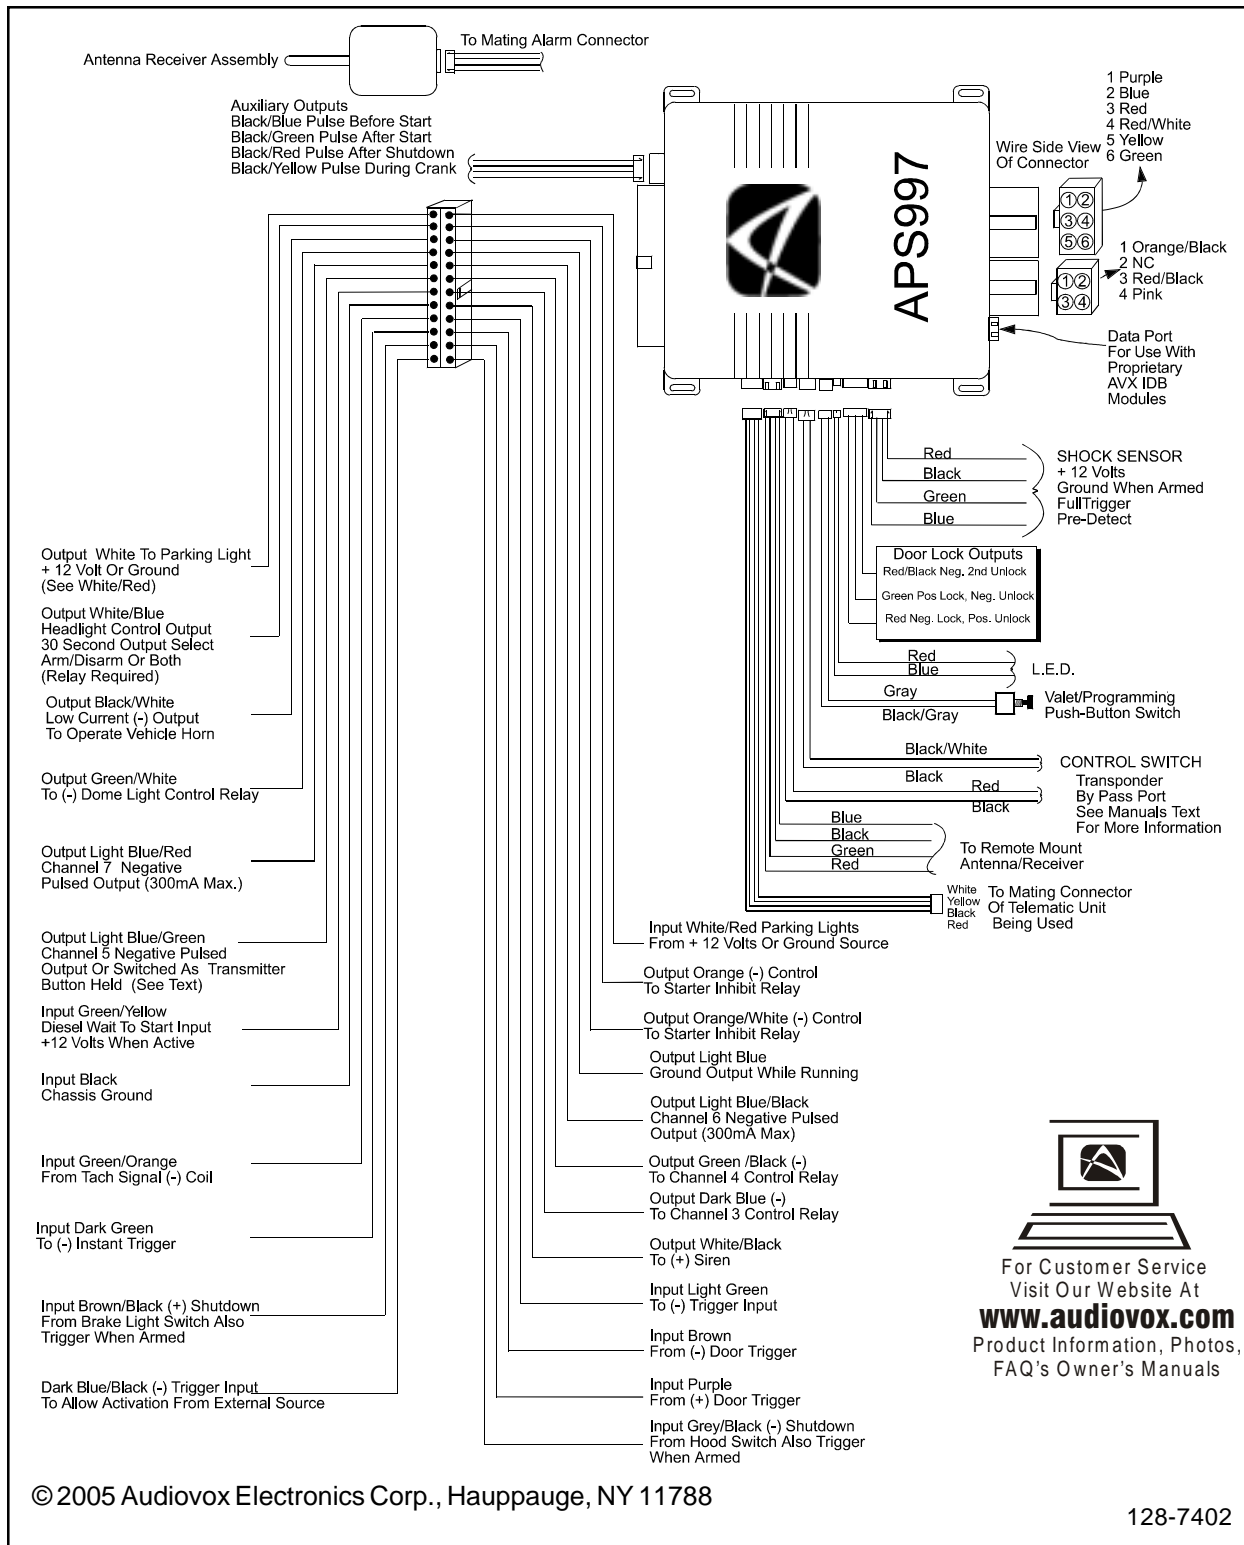 Antenna Receiver Assembly
To Mating Alarm Connector
Auxiliary Outputs
Black/Blue Pulse Before Start
Black/Green Pulse After Start
Black/Red Pulse After Shutdown
Black/Yellow Pulse During Crank
APS997
1 Purple
2 Blue
3 Red
4 Red/White
5 Yellow
6 Green
Wire Side View
Of Connector
1 2
3 4
5 6
1 Orange/Black
2 NC
3 Red/Black
4 Pink
1 2
3 4
Data Port
For Use With
Proprietary
AVX IDB
Modules
Red
Black
Green
Blue
SHOCK SENSOR
+ 12 Volts
Ground When Armed
FullTrigger
Pre-Detect
Door Lock Outputs
Red/Black Neg. 2nd Unlock
Green Pos Lock, Neg. Unlock
Red Neg. Lock, Pos. Unlock
Red
Blue
L.E.D.
Gray
Black/Gray
Valet/Programming
Push-Button Switch
Black/White
Black
CONTROL SWITCH
Red
Black
Transponder
By Pass Port
See Manuals Text
For More Information
Blue
Black
Green
Red
To Remote Mount
Antenna/Receiver
White
Yellow
Black
Red
To Mating Connector
Of Telematic Unit
Being Used
Output White To Parking Light
+ 12 Volt Or Ground
(See White/Red)
Output White/Blue
Headlight Control Output
30 Second Output Select
Arm/Disarm Or Both
(Relay Required)
Output Black/White
Low Current (-) Output
To Operate Vehicle Horn
Output Green/White
To (-) Dome Light Control Relay
Output Light Blue/Red
Channel 7 Negative
Pulsed Output (300mA Max.)
Output Light Blue/Green
Channel 5 Negative Pulsed
Output Or Switched As Transmitter
Button Held (See Text)
Input Green/Yellow
Diesel Wait To Start Input
+12 Volts When Active
Input Black
Chassis Ground
Input Green/Orange
From Tach Signal (-) Coil
Input Dark Green
To (-) Instant Trigger
Input Brown/Black (+) Shutdown
From Brake Light Switch Also
Trigger When Armed
Dark Blue/Black (-) Trigger Input
To Allow Activation From External Source
Input White/Red Parking Lights
From + 12 Volts Or Ground Source
Output Orange (-) Control
To Starter Inhibit Relay
Output Orange/White (-) Control
To Starter Inhibit Relay
Output Light Blue
Ground Output While Running
Output Light Blue/Black
Channel 6 Negative Pulsed
Output (300mA Max)
Output Green /Black (-)
To Channel 4 Control Relay
Output Dark Blue (-)
To Channel 3 Control Relay
Output White/Black
To (+) Siren
Input Light Green
To (-) Trigger Input
Input Brown
From (-) Door Trigger
Input Purple
From (+) Door Trigger
Input Grey/Black (-) Shutdown
From Hood Switch Also Trigger
When Armed
For Customer Service
Visit Our Website At
www.audiovox.com
Product Information, Photos,
FAQ's Owner's Manuals
© 2005 Audiovox Electronics Corp., Hauppauge, NY 11788
128-7402